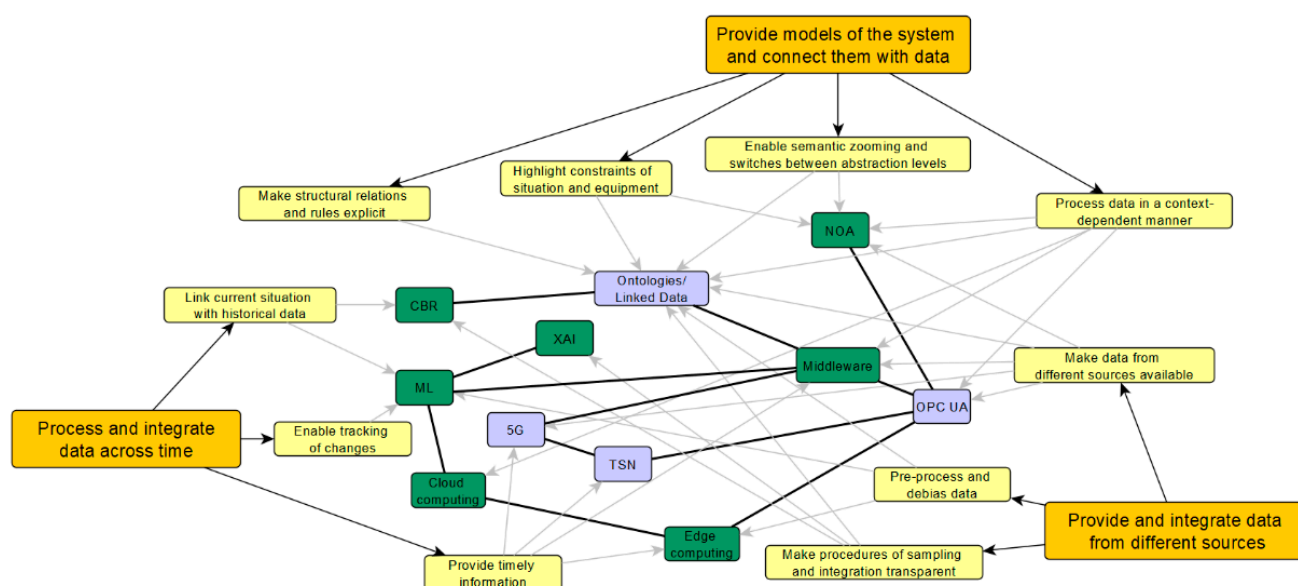 Provide models of the system
and connect them with data
Enable semantic zooming and
switches between abstraction levels
Highlight constraints of
situation and equipment
Make structural relations
and rules explicit
Process data in a context-
dependent manner
NOA
Ontologies/
Linked Data
Link current situation
with historical data
CBR
XAI
Middleware
Make data from
different sources available
ML
OPC UA
Process and integrate
data across time
Enable tracking
of changes
5G
TSN
Cloud
computing
Pre-process and
debias data
Provide and integrate data
from different sources
Edge
computing
Make procedures of sampling
and integration transparent
Provide timely
information